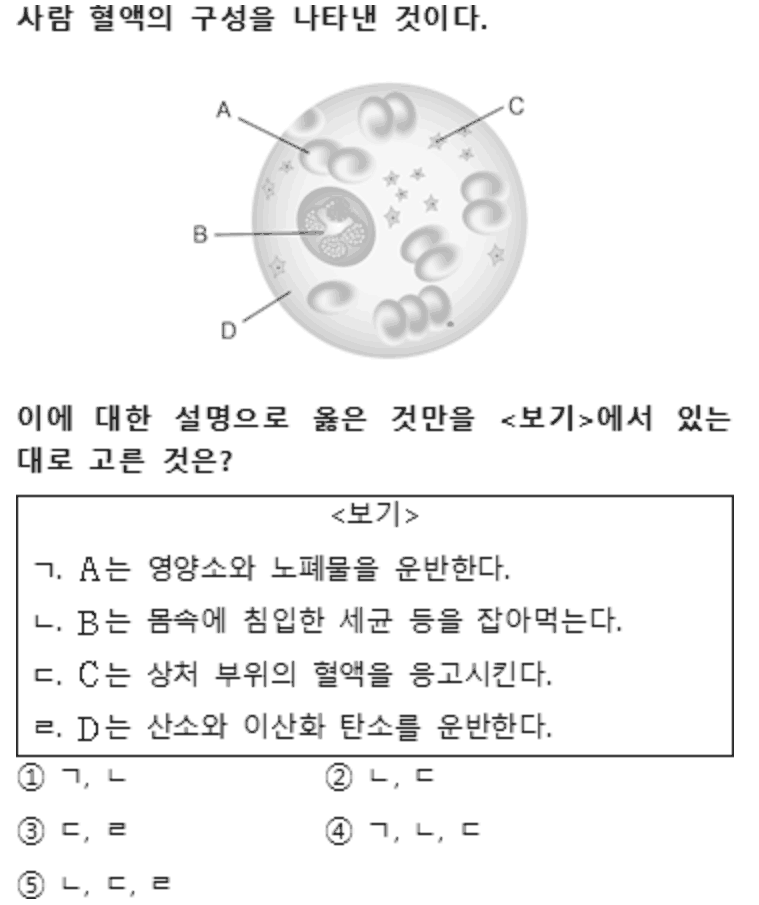 사람 혈액의 구성을 나타낸 것이다.
A
C
B
D
이에 대한 설명으로 옳은 것만을 <보기>에서 있는
대로 고른 것은?
<보기>
ㄱ. A는 영양소와 노폐물을 운반한다.
ㄴ. B는 몸속에 침입한 세균 등을 잡아먹는다.
ㄷ. C는 상처 부위의 혈액을 응고시킨다.
ㄹ. D는 산소와 이산화 탄소를 운반한다.
① ㄱ, ㄴ ② ㄴ, ㄷ
③ ㄷ, ㄹ ④ ㄱ, ㄴ, ㄷ
⑤ ㄴ, ㄷ, ㄹ